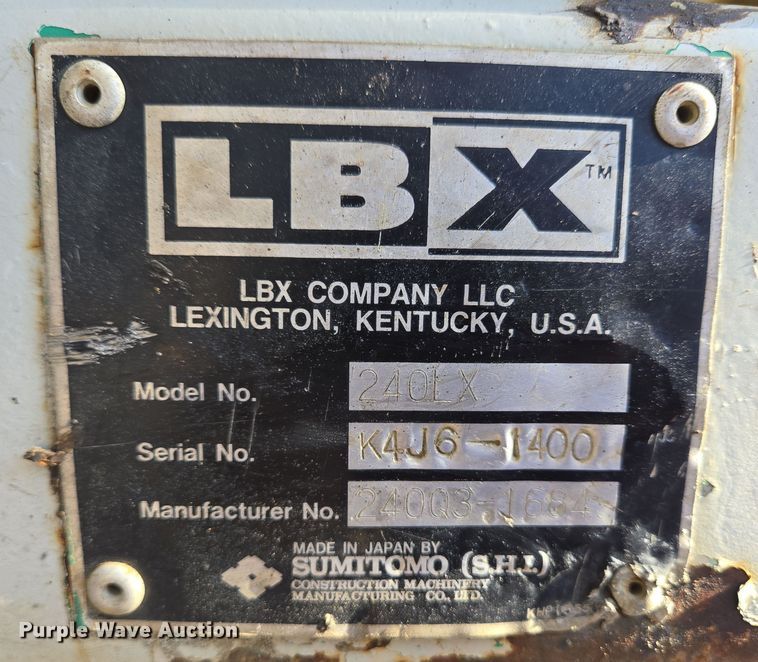 LBX™
LBX COMPANY LLC
LEXINGTON, KENTUCKY, U.S.A.
Model No. 240LX
Serial No. K4J6-1400
Manufacturer No. 240Q3-1684
MADE IN JAPAN BY
SUMITOMO (S.H.I.)
CONSTRUCTION MACHINERY
MANUFACTURING CO., LTD.
Purple Wave Auction